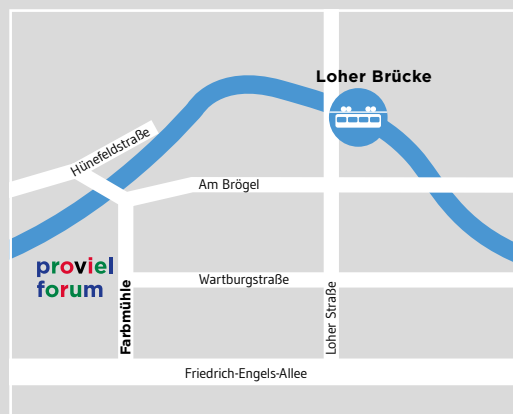 Loher Brücke
Hünefeldstraße
Am Brögel
proviel
forum
Wartburgstraße
Farbmühle
Loher Straße
Friedrich-Engels-Allee